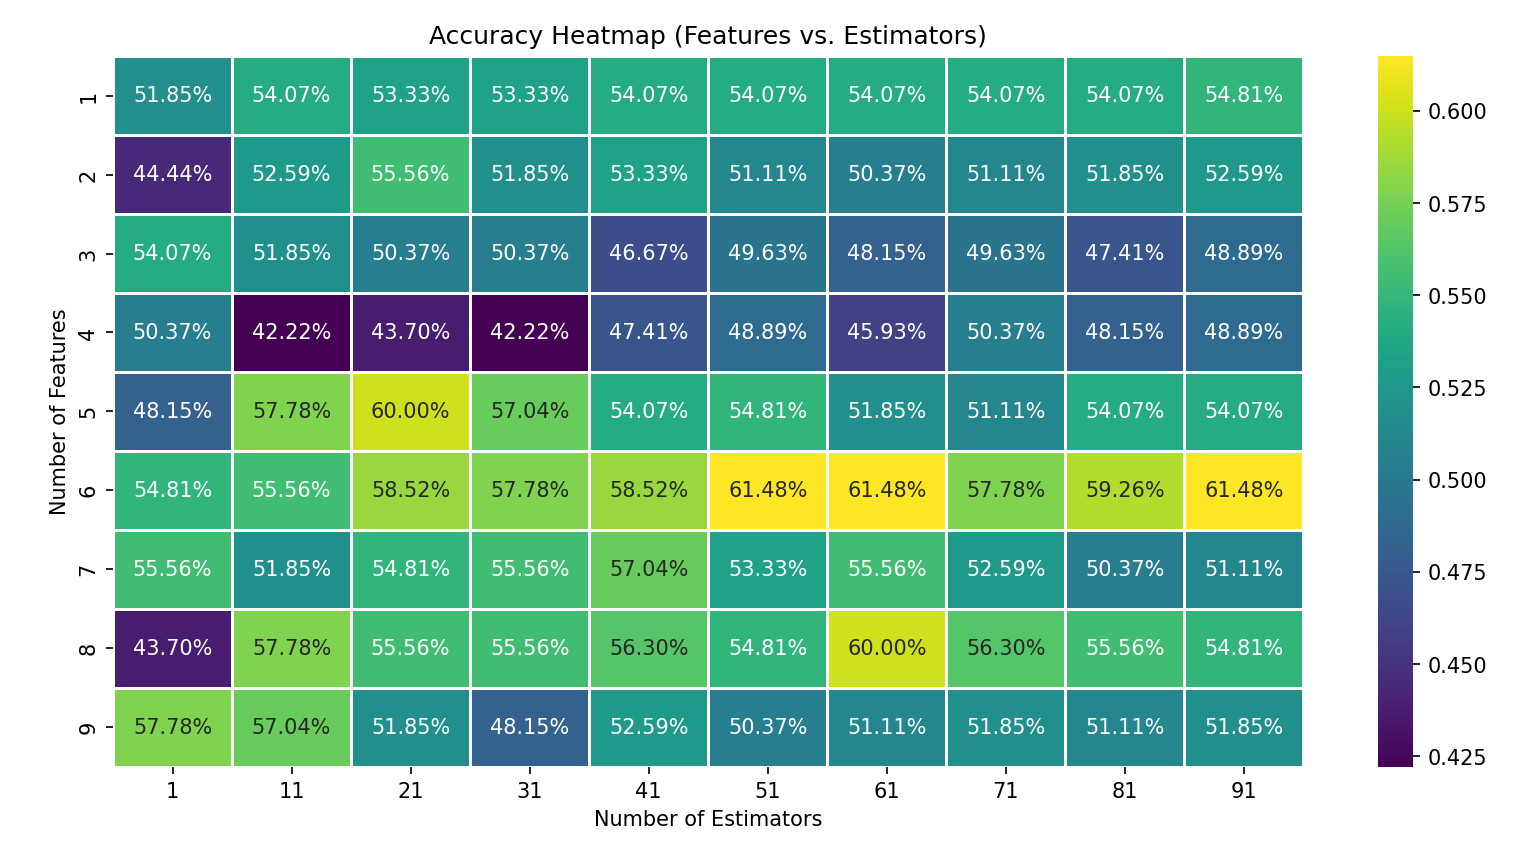 Accuracy Heatmap (Features vs. Estimators)
1 51.85% 54.07% 53.33% 53.33% 54.07% 54.07% 54.07% 54.07% 54.07% 54.81%
2 44.44% 52.59% 55.56% 51.85% 53.33% 51.11% 50.37% 51.11% 51.85% 52.59%
3 54.07% 51.85% 50.37% 50.37% 46.67% 49.63% 48.15% 49.63% 47.41% 48.89%
4 50.37% 42.22% 43.70% 42.22% 47.41% 48.89% 45.93% 50.37% 48.15% 48.89%
5 48.15% 57.78% 60.00% 57.04% 54.07% 54.81% 51.85% 51.11% 54.07% 54.07%
6 54.81% 55.56% 58.52% 57.78% 58.52% 61.48% 61.48% 57.78% 59.26% 61.48%
7 55.56% 51.85% 54.81% 55.56% 57.04% 53.33% 55.56% 52.59% 50.37% 51.11%
8 43.70% 57.78% 55.56% 55.56% 56.30% 54.81% 60.00% 56.30% 55.56% 54.81%
9 57.78% 57.04% 51.85% 48.15% 52.59% 50.37% 51.11% 51.85% 51.11% 51.85%
1 11 21 31 41 51 61 71 81 91
Number of Estimators
Number of Features
0.600
0.575
0.550
0.525
0.500
0.475
0.450
0.425